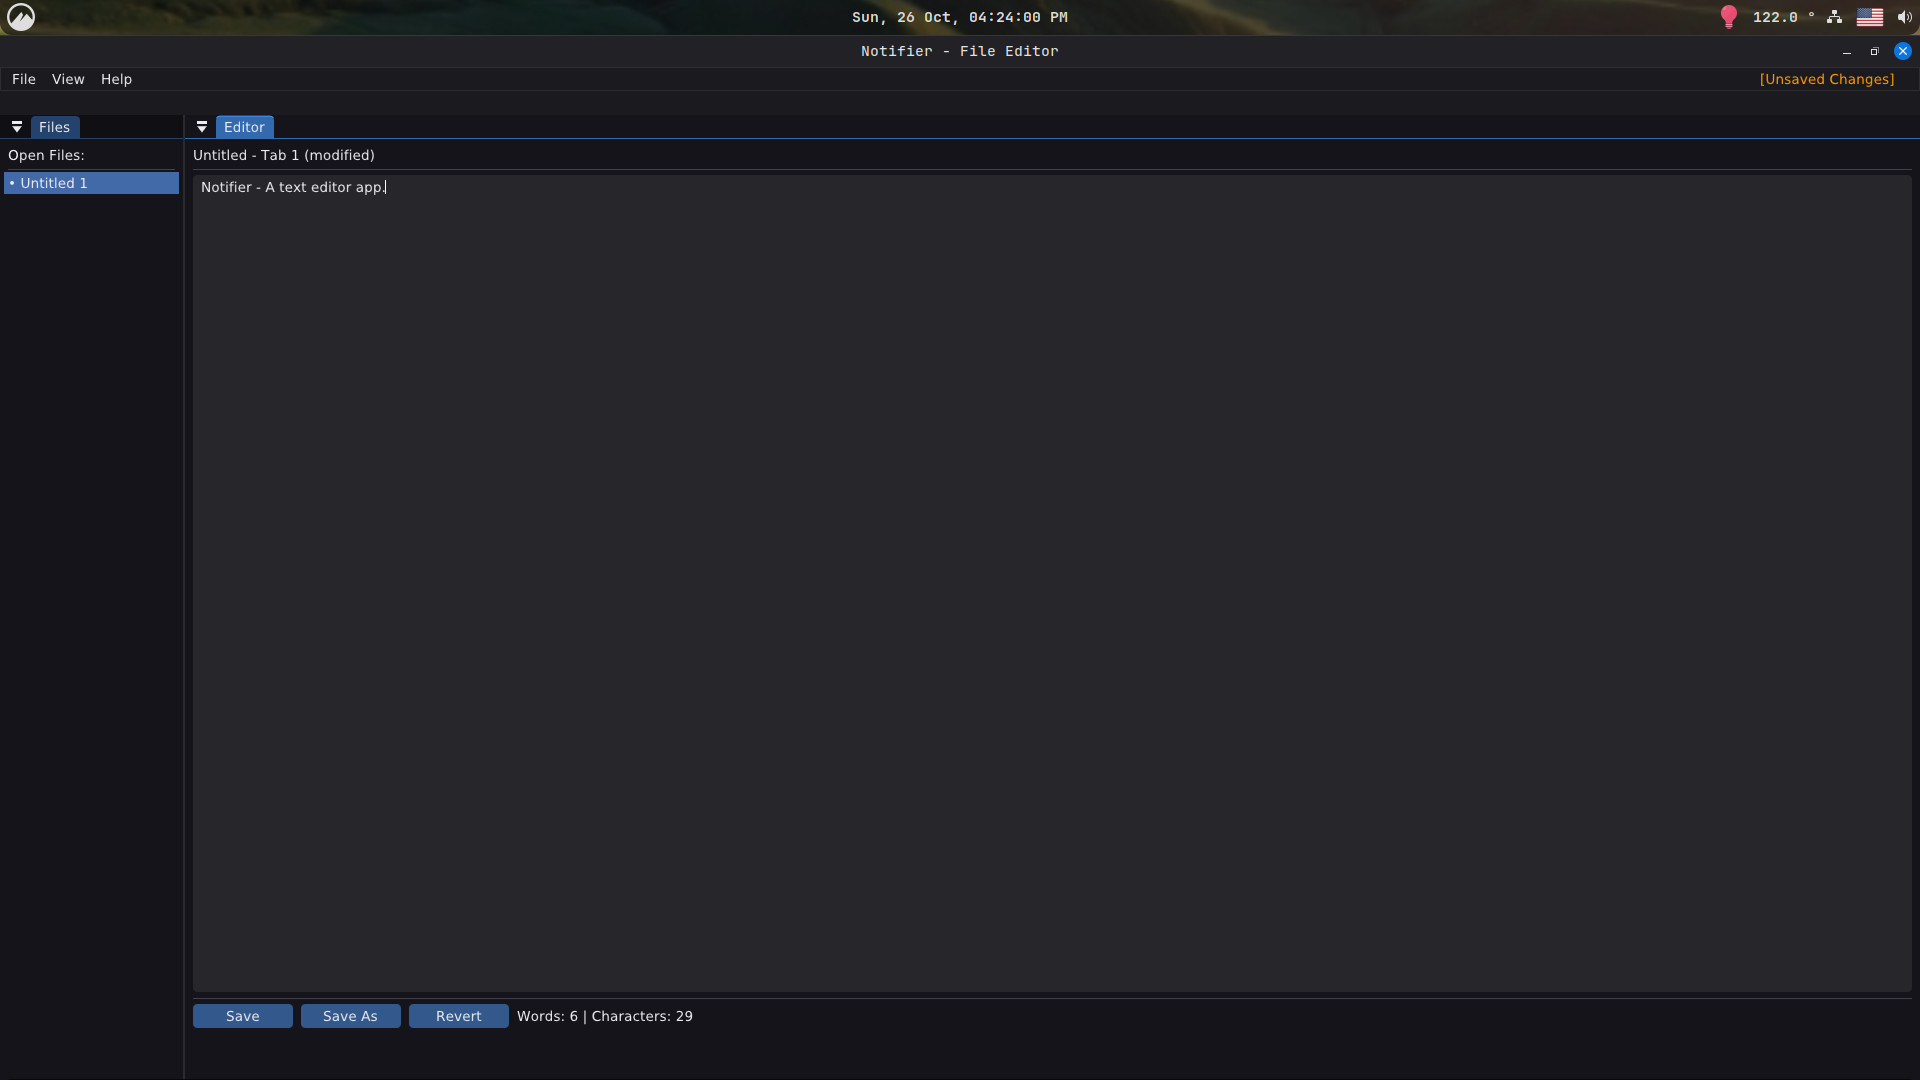 Sun, 26 Oct, 04:24:00 PM
122.0 °
Notifier - File Editor
File View Help
[Unsaved Changes]
Files
Editor
Open Files:
• Untitled 1
Untitled - Tab 1 (modified)
Notifier - A text editor app.
Save
Save As
Revert
Words: 6 | Characters: 29